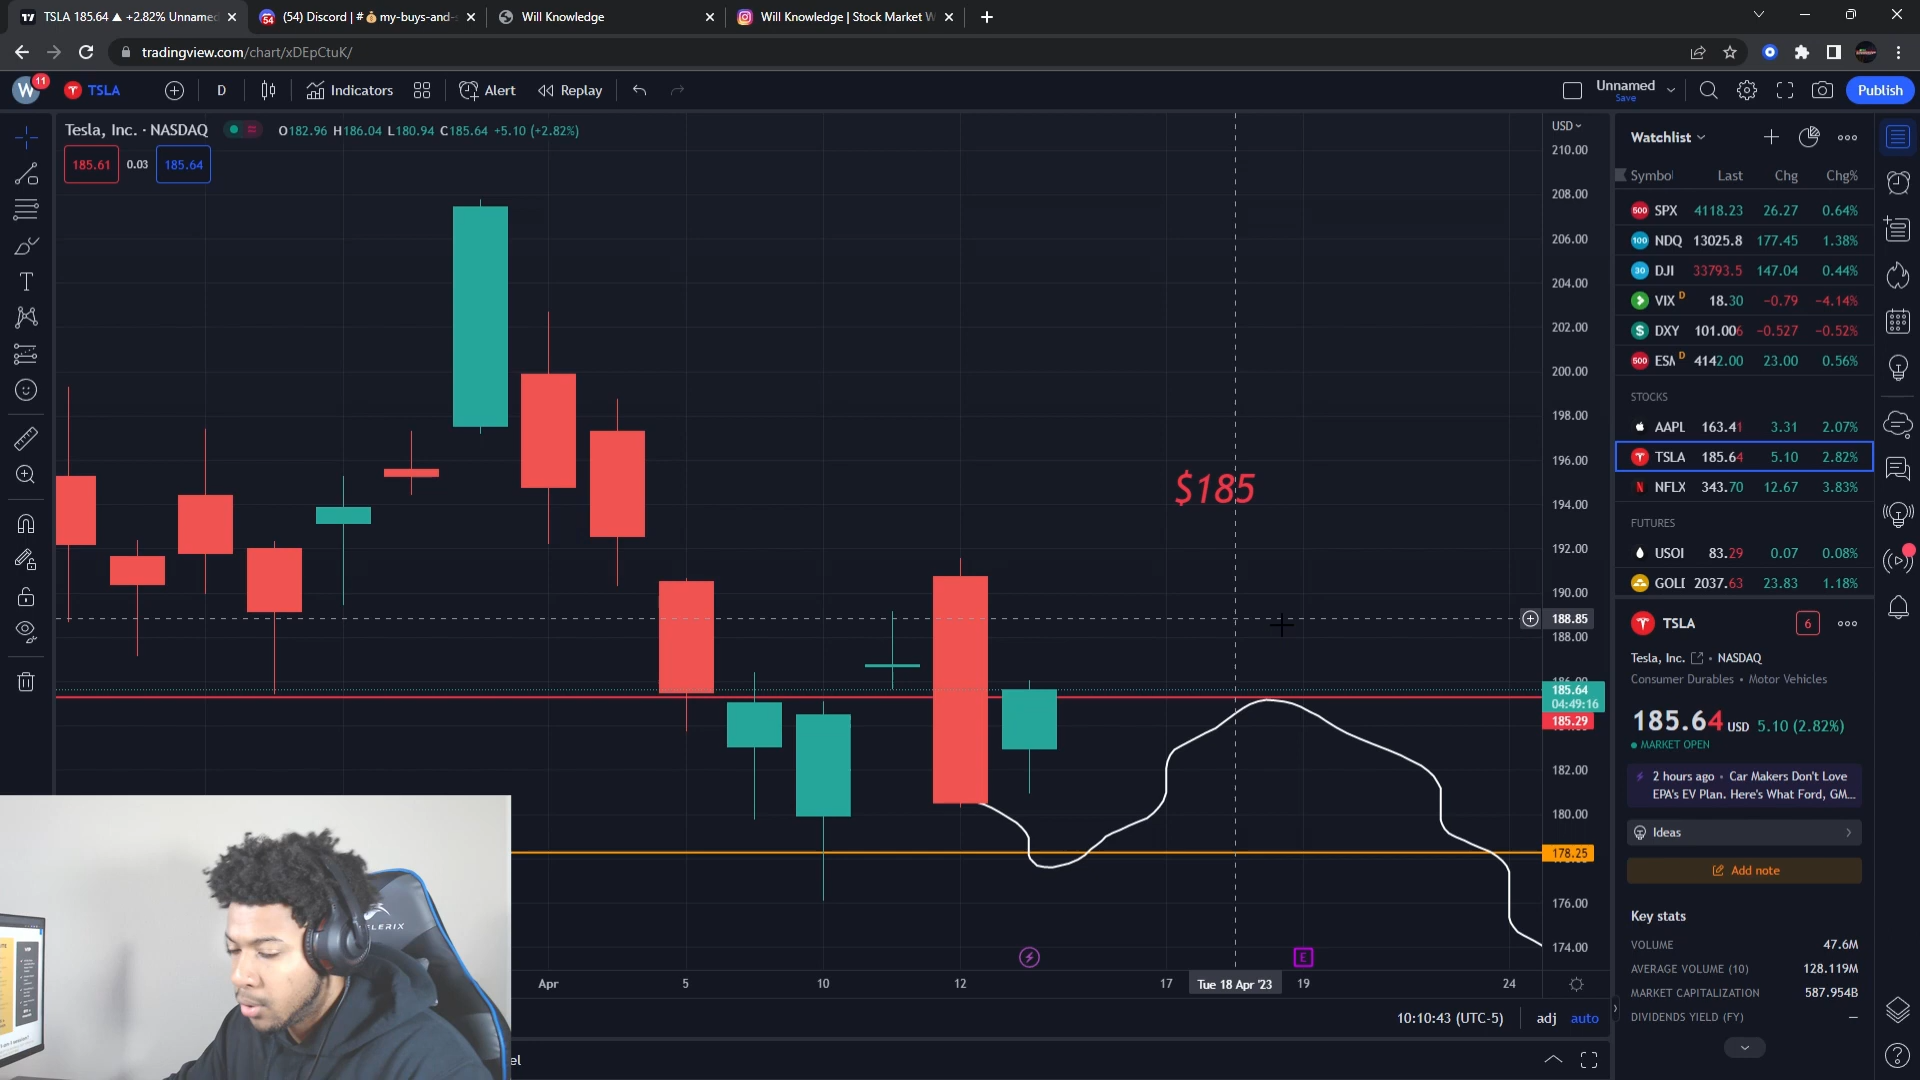 TSLA 185.64 ▲ +2.82% Unnamed
(54) Discord | # 💰my-buys-and-s
Will Knowledge
Will Knowledge | Stock Market W
tradingview.com/chart/xDEpCtuK/
W 11
TSLA
D
Indicators
Alert
Replay
Unnamed
Save
Publish
Tesla, Inc. · NASDAQ
O182.96 H186.04 L180.94 C185.64 +5.10 (+2.82%)
185.61 0.03 185.64
USD
210.00
208.00
206.00
204.00
202.00
200.00
198.00
196.00
194.00
192.00
190.00
188.85
188.00
185.64
04:49:16
185.29
182.00
180.00
178.25
176.00
174.00
$185
E
Apr 5 10 12 17 Tue 18 Apr '23 19 24
10:10:43 (UTC-5) adj auto
el
Watchlist
Symbol Last Chg Chg%
SPX 4118.23 26.27 0.64%
NDQ 13025.8 177.45 1.38%
DJI 33793.5 147.04 0.44%
VIX D 18.30 −0.79 −4.14%
DXY 101.006 −0.527 −0.52%
ESM D 4142.00 23.00 0.56%
STOCKS
AAPL 163.41 3.31 2.07%
TSLA 185.64 5.10 2.82%
NFLX 343.70 12.67 3.83%
FUTURES
USOI 83.29 0.07 0.08%
GOLD 2037.63 23.83 1.18%
TSLA 6
Tesla, Inc. • NASDAQ
Consumer Durables • Motor Vehicles
185.64 USD 5.10 (2.82%)
MARKET OPEN
2 hours ago • Car Makers Don't Love
EPA's EV Plan. Here's What Ford, GM...
Ideas
Add note
Key stats
VOLUME 47.6M
AVERAGE VOLUME (10) 128.119M
MARKET CAPITALIZATION 587.954B
DIVIDENDS YIELD (FY) —